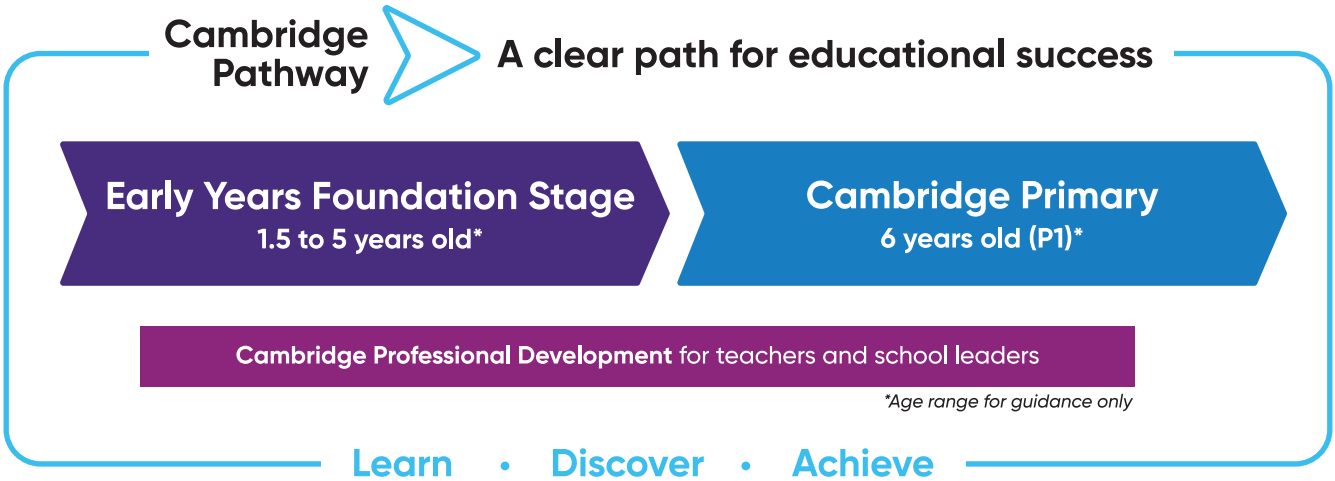 Cambridge
Pathway
A clear path for educational success
Early Years Foundation Stage
1.5 to 5 years old*
Cambridge Primary
6 years old (P1)*
Cambridge Professional Development for teachers and school leaders
*Age range for guidance only
Learn • Discover • Achieve